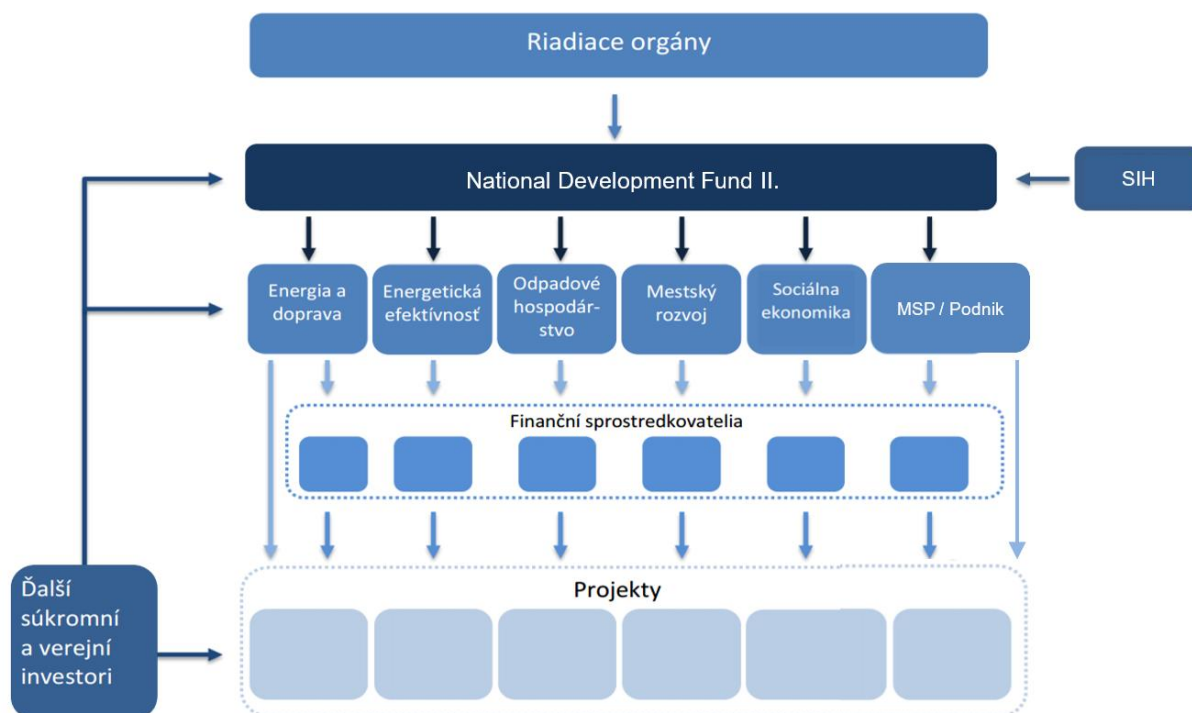 Riadiace orgány
National Development Fund II.
SIH
Energia a
doprava
Energetická
efektívnosť
Odpadové
hospodár-
stvo
Mestský
rozvoj
Sociálna
ekonomika
MSP / Podnik
Finanční sprostredkovatelia
Projekty
Ďalší
súkromní
a verejní
investori